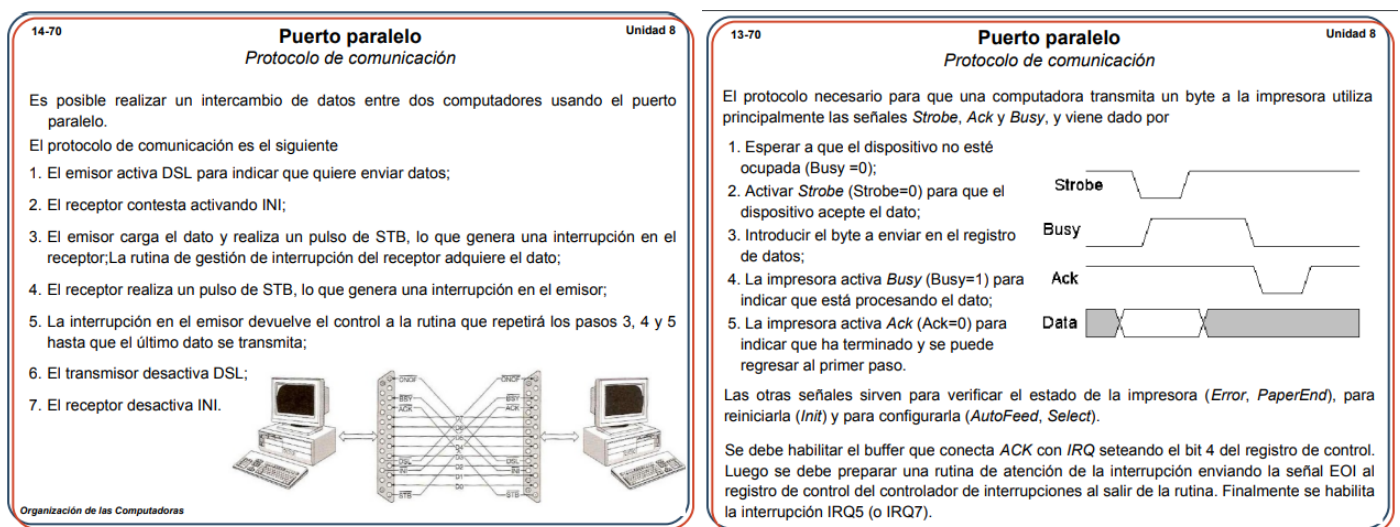 14-70
Unidad 8
Puerto paralelo
Protocolo de comunicación
Es posible realizar un intercambio de datos entre dos computadores usando el puerto
paralelo.
El protocolo de comunicación es el siguiente
1. El emisor activa DSL para indicar que quiere enviar datos;
2. El receptor contesta activando INI;
3. El emisor carga el dato y realiza un pulso de STB, lo que genera una interrupción en el
receptor;La rutina de gestión de interrupción del receptor adquiere el dato;
4. El receptor realiza un pulso de STB, lo que genera una interrupción en el emisor;
5. La interrupción en el emisor devuelve el control a la rutina que repetirá los pasos 3, 4 y 5
hasta que el último dato se transmita;
6. El transmisor desactiva DSL;
7. El receptor desactiva INI.
BSY BSY
ACK ACK
DSL DSL
STB STB
Organización de las Computadoras
13-70
Unidad 8
Puerto paralelo
Protocolo de comunicación
El protocolo necesario para que una computadora transmita un byte a la impresora utiliza
principalmente las señales Strobe, Ack y Busy, y viene dado por
1. Esperar a que el dispositivo no esté
ocupada (Busy =0);
2. Activar Strobe (Strobe=0) para que el
dispositivo acepte el dato;
3. Introducir el byte a enviar en el registro
de datos;
4. La impresora activa Busy (Busy=1) para
indicar que está procesando el dato;
5. La impresora activa Ack (Ack=0) para
indicar que ha terminado y se puede
regresar al primer paso.
Strobe
Busy
Ack
Data
Las otras señales sirven para verificar el estado de la impresora (Error, PaperEnd), para
reiniciarla (Init) y para configurarla (AutoFeed, Select).
Se debe habilitar el buffer que conecta ACK con IRQ seteando el bit 4 del registro de control.
Luego se debe preparar una rutina de atención de la interrupción enviando la señal EOI al
registro de control del controlador de interrupciones al salir de la rutina. Finalmente se habilita
la interrupción IRQ5 (o IRQ7).